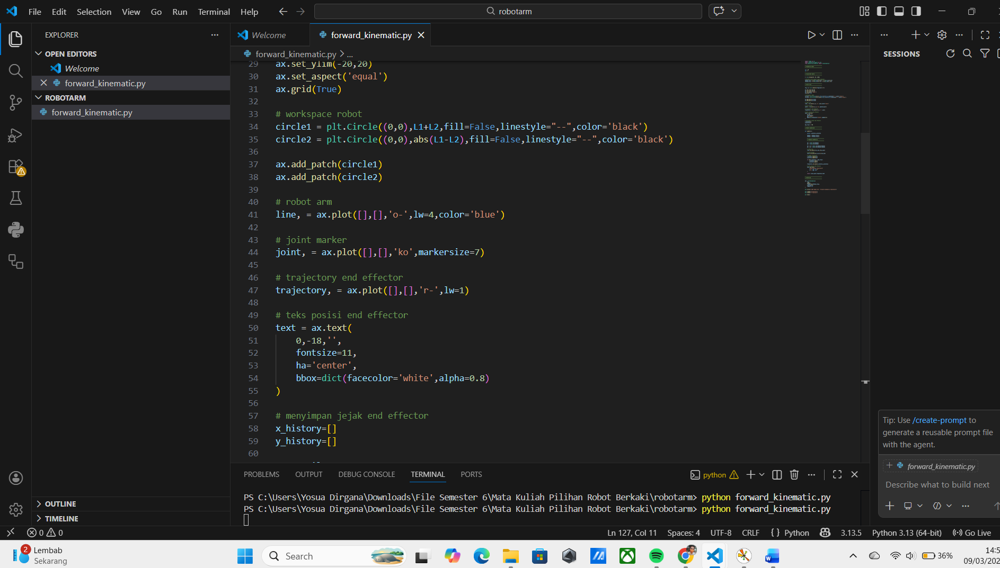 File Edit Selection View Go Run Terminal Help
robotarm
EXPLORER
OPEN EDITORS
Welcome
forward_kinematic.py
ROBOTARM
forward_kinematic.py
OUTLINE
TIMELINE
Welcome
forward_kinematic.py
forward_kinematic.py > ...
29 ax.set_ylim(-20,20)
30 ax.set_aspect('equal')
31 ax.grid(True)
32
33 # workspace robot
34 circle1 = plt.Circle((0,0),L1+L2,fill=False,linestyle="--",color='black')
35 circle2 = plt.Circle((0,0),abs(L1-L2),fill=False,linestyle="--",color='black')
36
37 ax.add_patch(circle1)
38 ax.add_patch(circle2)
39
40 # robot arm
41 line, = ax.plot([],[],'o-',lw=4,color='blue')
42
43 # joint marker
44 joint, = ax.plot([],[],'ko',markersize=7)
45
46 # trajectory end effector
47 trajectory, = ax.plot([],[],'r-',lw=1)
48
49 # teks posisi end effector
50 text = ax.text(
51 0,-18,'',
52 fontsize=11,
53 ha='center',
54 bbox=dict(facecolor='white',alpha=0.8)
55 )
56
57 # menyimpan jejak end effector
58 x_history=[]
59 y_history=[]
60
PROBLEMS OUTPUT DEBUG CONSOLE TERMINAL PORTS
python
PS C:\Users\Yosua Dirgana\Downloads\File Semester 6\Mata Kuliah Pilihan Robot Berkaki\robotarm> python forward_kinematic.py
PS C:\Users\Yosua Dirgana\Downloads\File Semester 6\Mata Kuliah Pilihan Robot Berkaki\robotarm> python forward_kinematic.py
SESSIONS
Tip: Use /create-prompt to
generate a reusable prompt file
with the agent.
forward_kinematic.py
Describe what to build next
0 0
Ln 127, Col 11 Spaces: 4 UTF-8 CRLF { } Python 3.13.5 Python 3.13 (64-bit) Go Live
2
Lembab
Sekarang
Search
36%
14:5
09/03/202